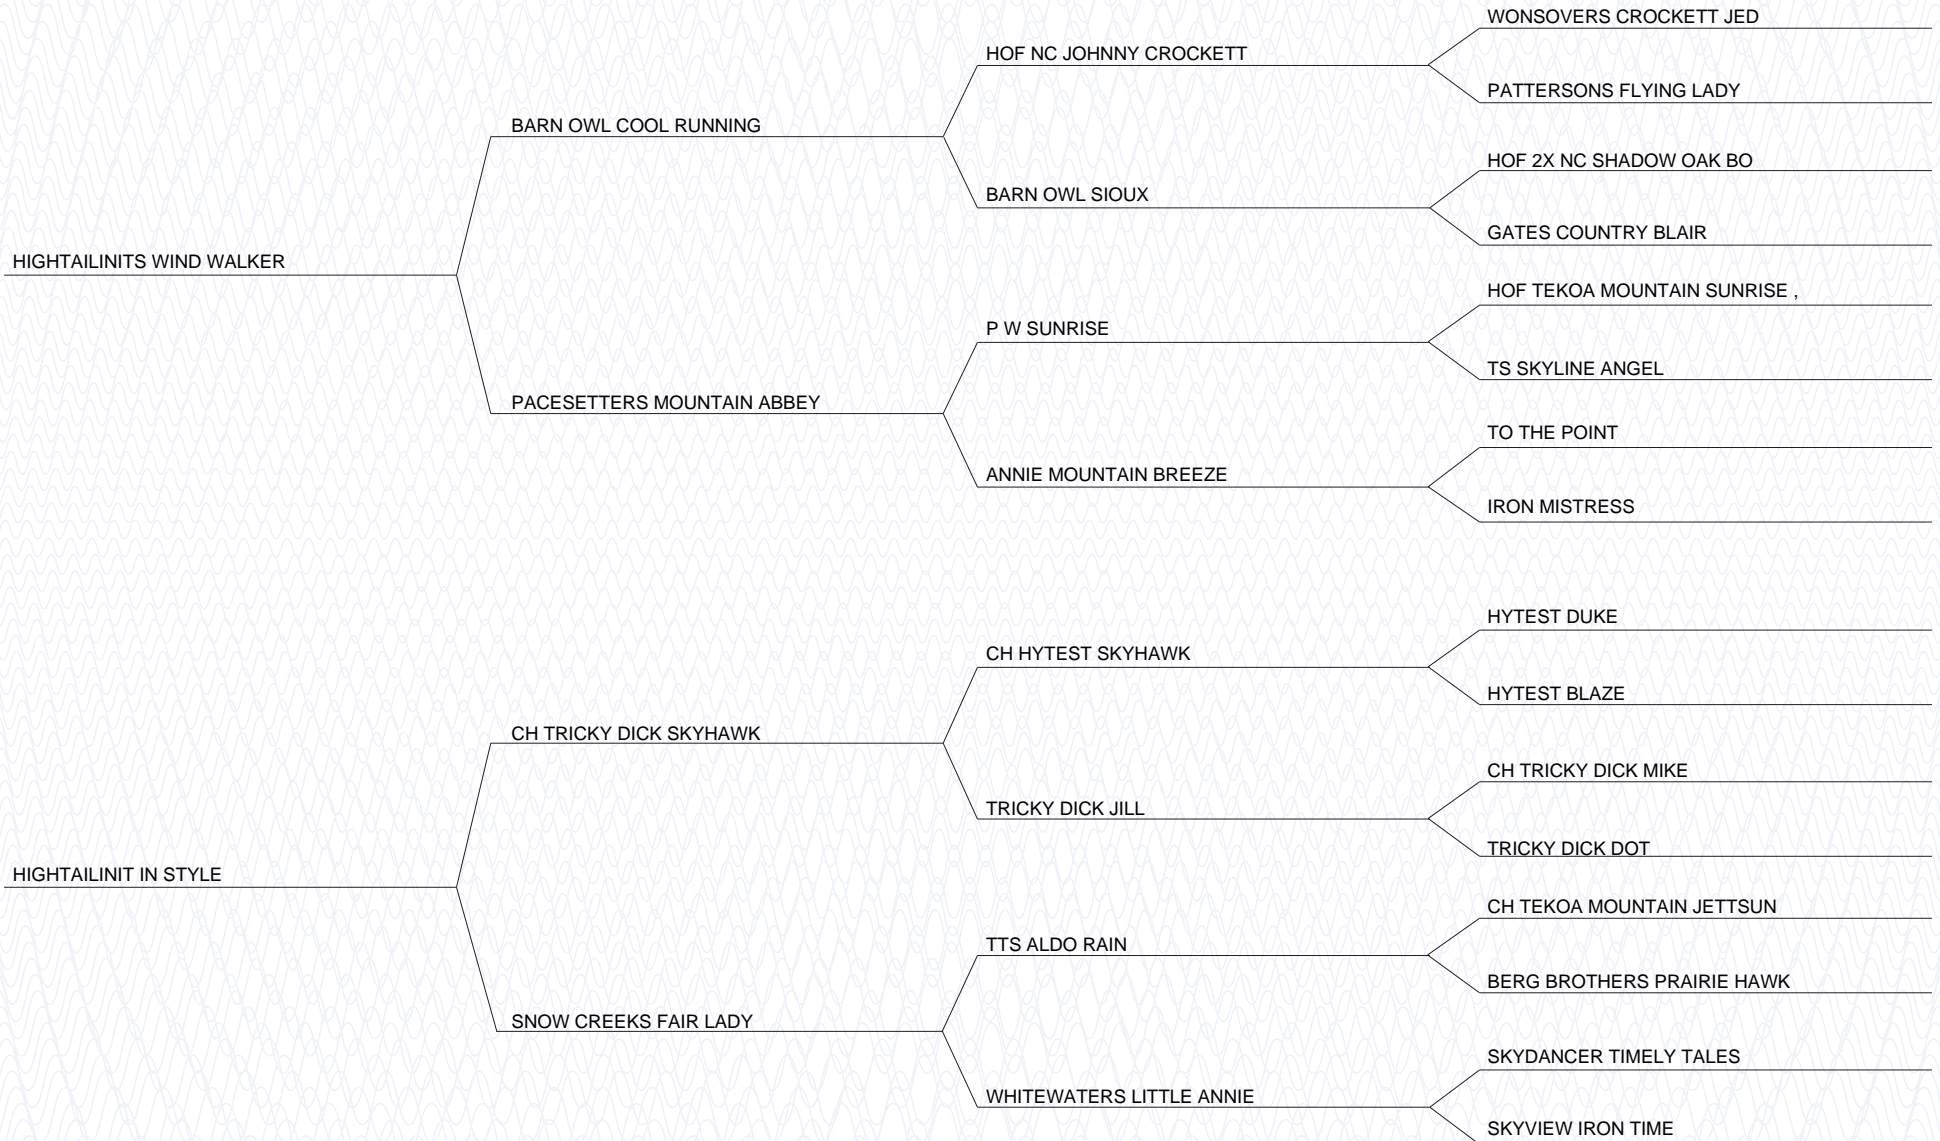 WONSOVERS CROCKETT JED
HOF NC JOHNNY CROCKETT
PATTERSONS FLYING LADY
BARN OWL COOL RUNNING
HOF 2X NC SHADOW OAK BO
BARN OWL SIOUX
GATES COUNTRY BLAIR
HIGHTAILINITS WIND WALKER
HOF TEKOA MOUNTAIN SUNRISE ,
P W SUNRISE
TS SKYLINE ANGEL
PACESETTERS MOUNTAIN ABBEY
TO THE POINT
ANNIE MOUNTAIN BREEZE
IRON MISTRESS
HYTEST DUKE
CH HYTEST SKYHAWK
HYTEST BLAZE
CH TRICKY DICK SKYHAWK
CH TRICKY DICK MIKE
TRICKY DICK JILL
TRICKY DICK DOT
HIGHTAILINIT IN STYLE
CH TEKOA MOUNTAIN JETTSUN
TTS ALDO RAIN
BERG BROTHERS PRAIRIE HAWK
SNOW CREEKS FAIR LADY
SKYDANCER TIMELY TALES
WHITEWATERS LITTLE ANNIE
SKYVIEW IRON TIME